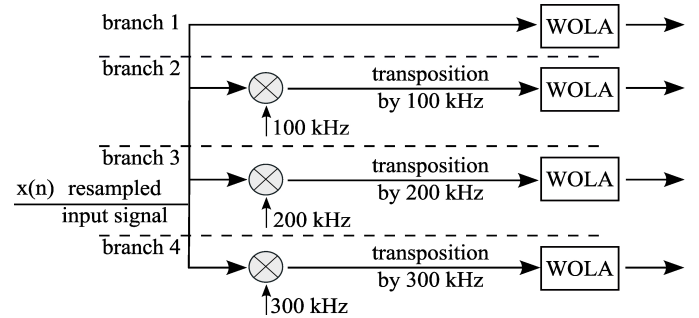 branch 1
WOLA
branch 2
transposition
WOLA
by 100 kHz
100 kHz
branch 3
transposition
WOLA
x(n) resampled
by 200 kHz
input signal
200 kHz
branch 4
transposition
WOLA
by 300 kHz
300 kHz